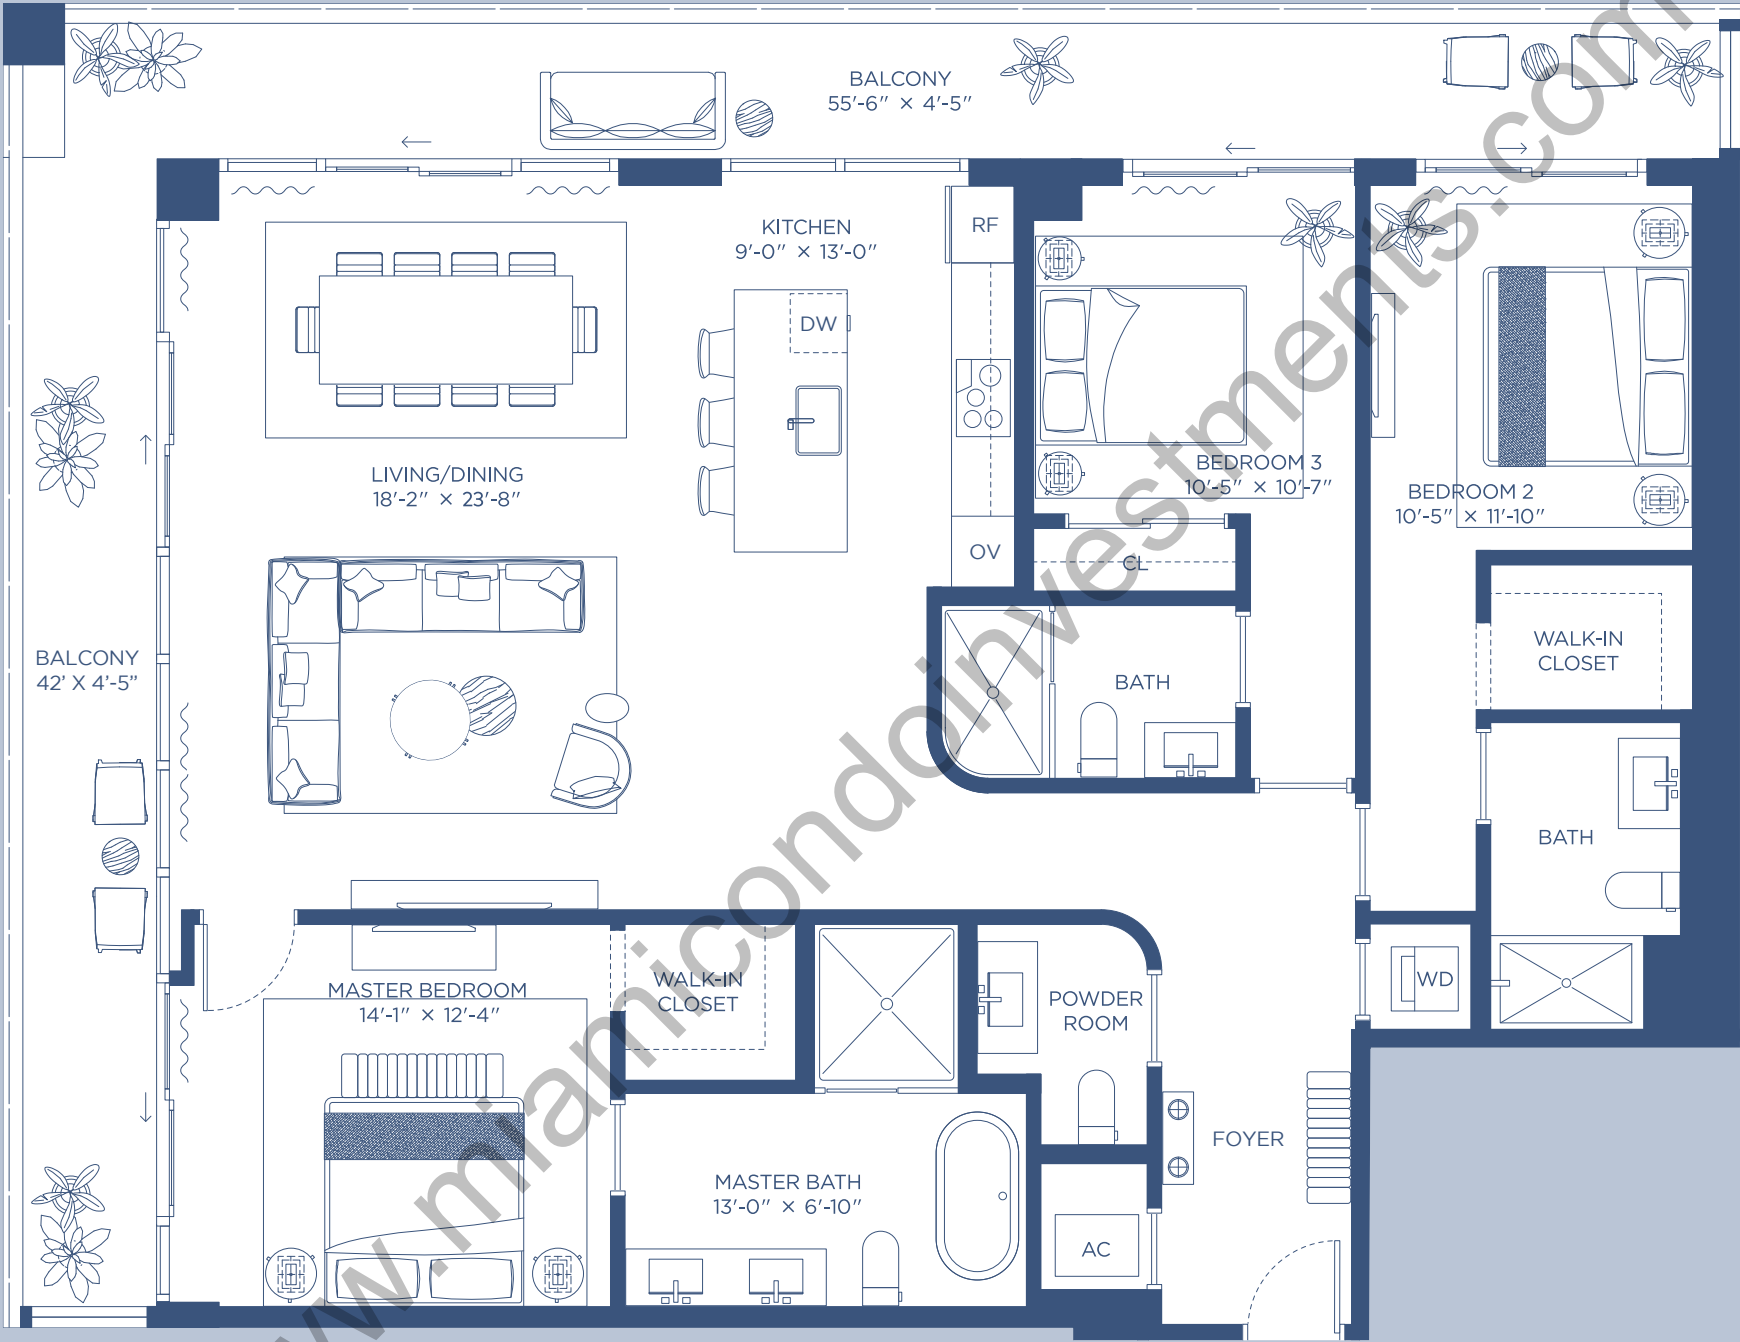 BALCONY
55'-6" × 4'-5"
KITCHEN
9'-0" × 13'-0"
RF
DW
LIVING/DINING
18'-2" × 23'-8"
BEDROOM 3
10'-5" × 10'-7"
BEDROOM 2
10'-5" × 11'-10"
OV
CL
WALK-IN
CLOSET
BALCONY
42’ X 4’-5”
BATH
BATH
MASTER BEDROOM
14'-1" × 12'-4"
WALK-IN
CLOSET
POWDER
ROOM
WD
FOYER
MASTER BATH
13'-0" × 6'-10"
AC
www.miamicondoinvestments.com